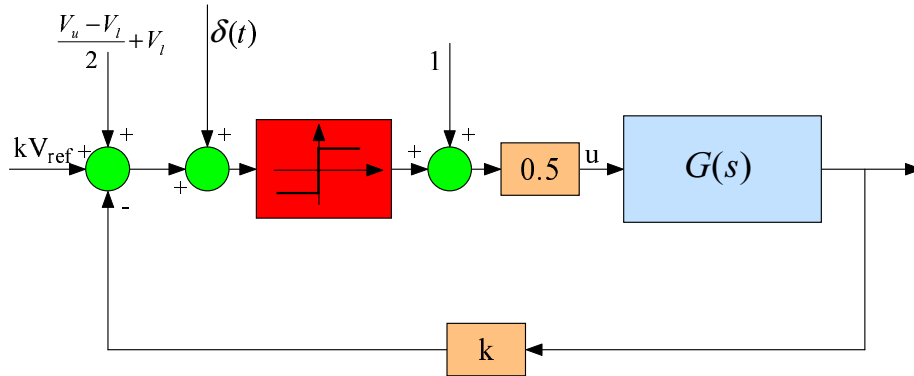 (V_u − V_l)/2 + V_l
δ(t)
1
kV_ref
+
+
-
+
+
+
+
0.5
u
G(s)
k